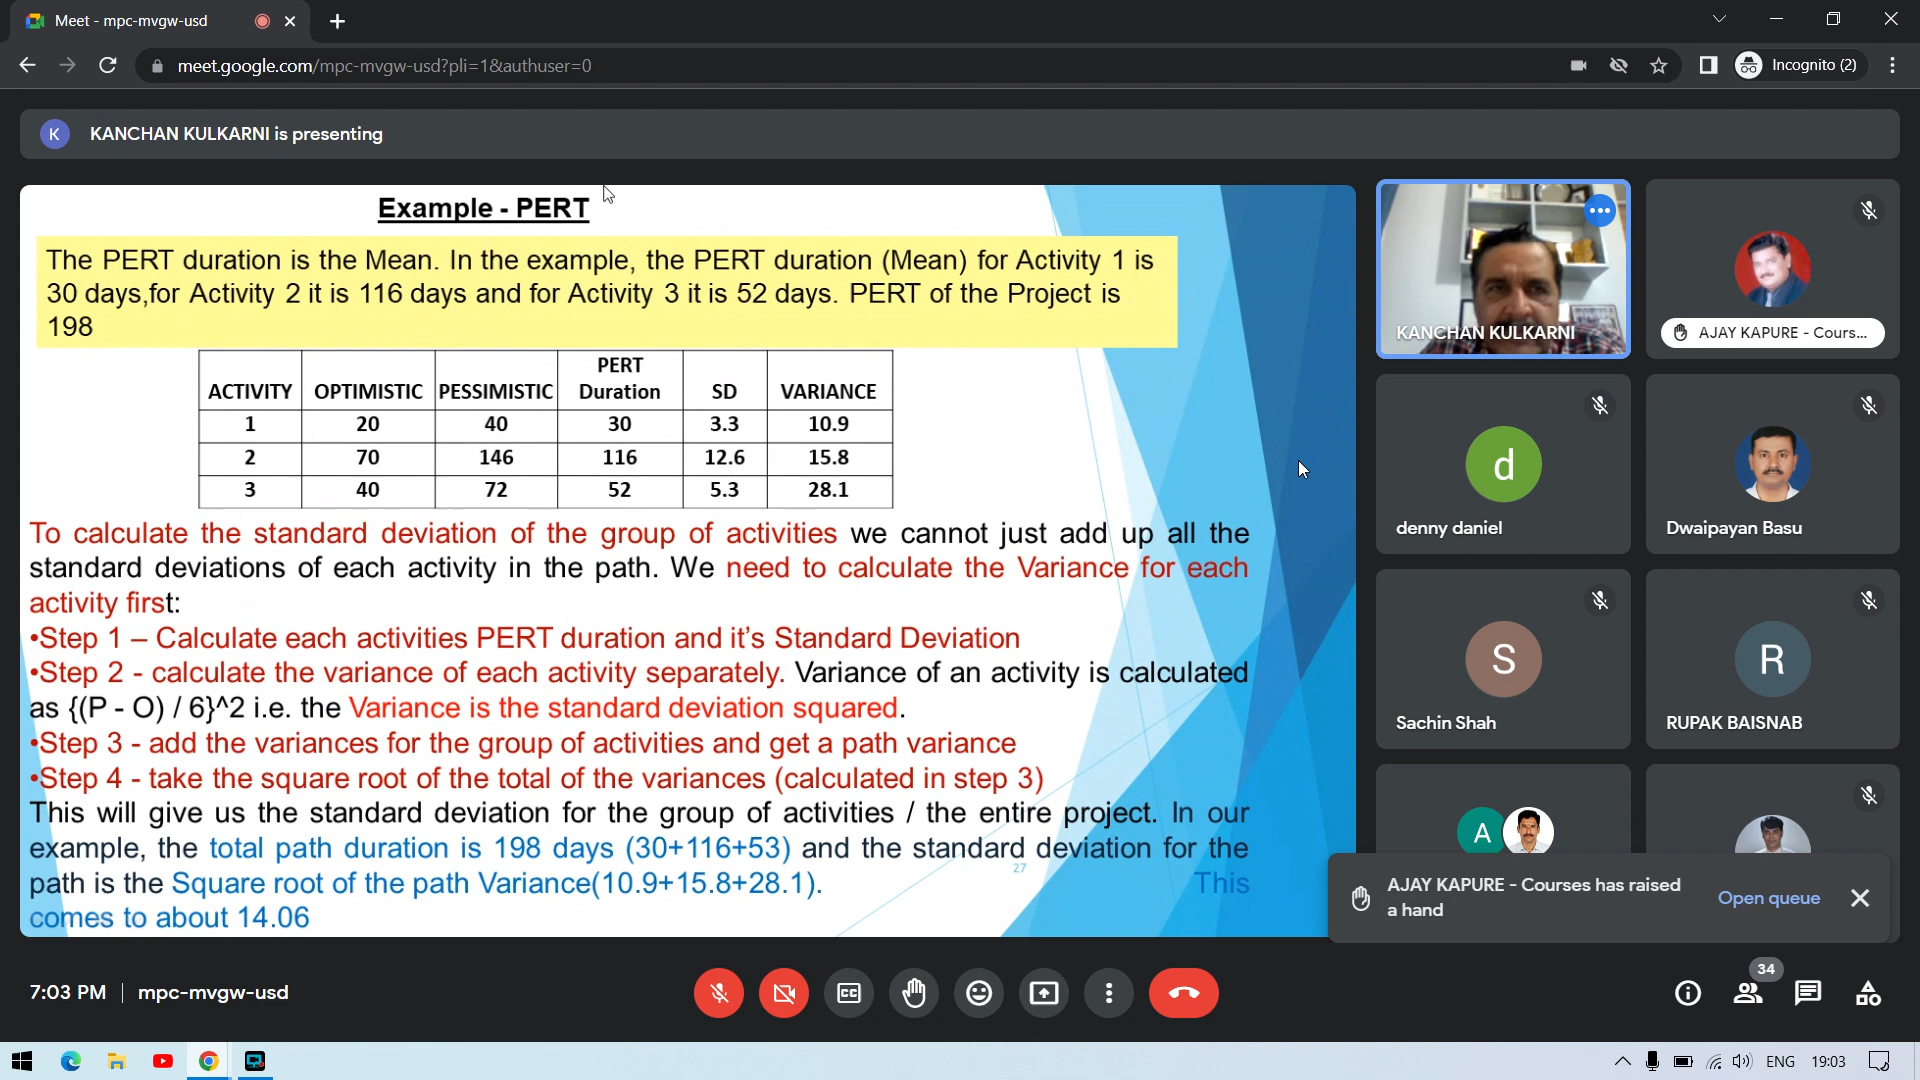 Meet - mpc-mvgw-usd
meet.google.com/mpc-mvgw-usd?pli=1&authuser=0
Incognito (2)
K KANCHAN KULKARNI is presenting
Example - PERT
The PERT duration is the Mean. In the example, the PERT duration (Mean) for Activity 1 is
30 days,for Activity 2 it is 116 days and for Activity 3 it is 52 days. PERT of the Project is
198
ACTIVITY OPTIMISTIC PESSIMISTIC PERT Duration SD VARIANCE
1 20 40 30 3.3 10.9
2 70 146 116 12.6 15.8
3 40 72 52 5.3 28.1
To calculate the standard deviation of the group of activities we cannot just add up all the
standard deviations of each activity in the path. We need to calculate the Variance for each
activity first:
•Step 1 – Calculate each activities PERT duration and it’s Standard Deviation
•Step 2 - calculate the variance of each activity separately. Variance of an activity is calculated
as {(P - O) / 6}^2 i.e. the Variance is the standard deviation squared.
•Step 3 - add the variances for the group of activities and get a path variance
•Step 4 - take the square root of the total of the variances (calculated in step 3)
This will give us the standard deviation for the group of activities / the entire project. In our
example, the total path duration is 198 days (30+116+53) and the standard deviation for the
path is the Square root of the path Variance(10.9+15.8+28.1). This
comes to about 14.06
27
KANCHAN KULKARNI
AJAY KAPURE - Cours...
d
denny daniel
Dwaipayan Basu
S
Sachin Shah
R
RUPAK BAISNAB
A
AJAY KAPURE - Courses has raised
a hand
Open queue
7:03 PM | mpc-mvgw-usd
CC
34
ENG 19:03